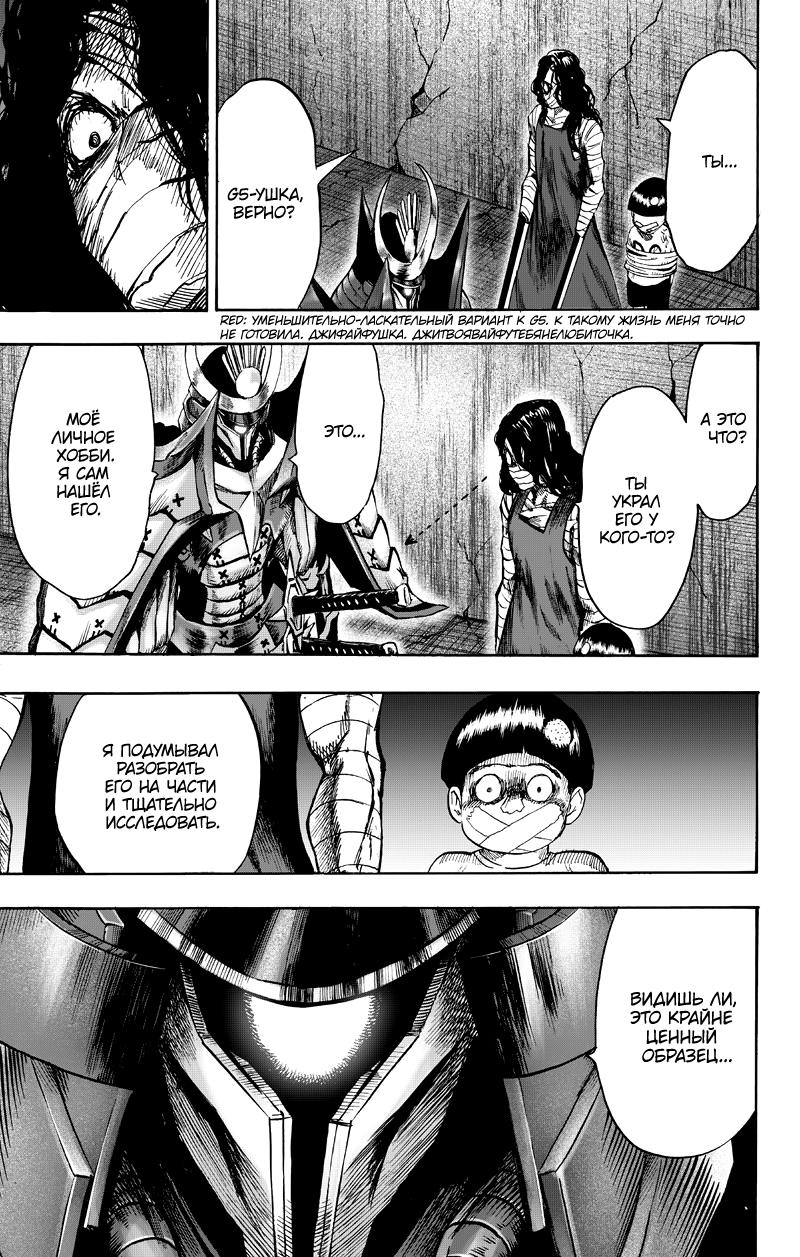 ТЫ...
G5-УШКА,
ВЕРНО?
RED: УМЕНЬШИТЕЛЬНО-ЛАСКАТЕЛЬНЫЙ ВАРИАНТ К G5. К ТАКОМУ ЖИЗНЬ МЕНЯ ТОЧНО
НЕ ГОТОВИЛА. ДЖИФАЙФУШКА. ДЖИТВОЯВАЙФУТЕБЯНЕЛЮБИТОЧКА.
А ЭТО
ЧТО?
ТЫ
УКРАЛ
ЕГО У
КОГО-ТО?
ЭТО...
МОЁ
ЛИЧНОЕ
ХОББИ.
Я САМ
НАШЁЛ
ЕГО.
Я ПОДУМЫВАЛ
РАЗОБРАТЬ
ЕГО НА ЧАСТИ
И ТЩАТЕЛЬНО
ИССЛЕДОВАТЬ.
ВИДИШЬ ЛИ,
ЭТО КРАЙНЕ
ЦЕННЫЙ
ОБРАЗЕЦ...